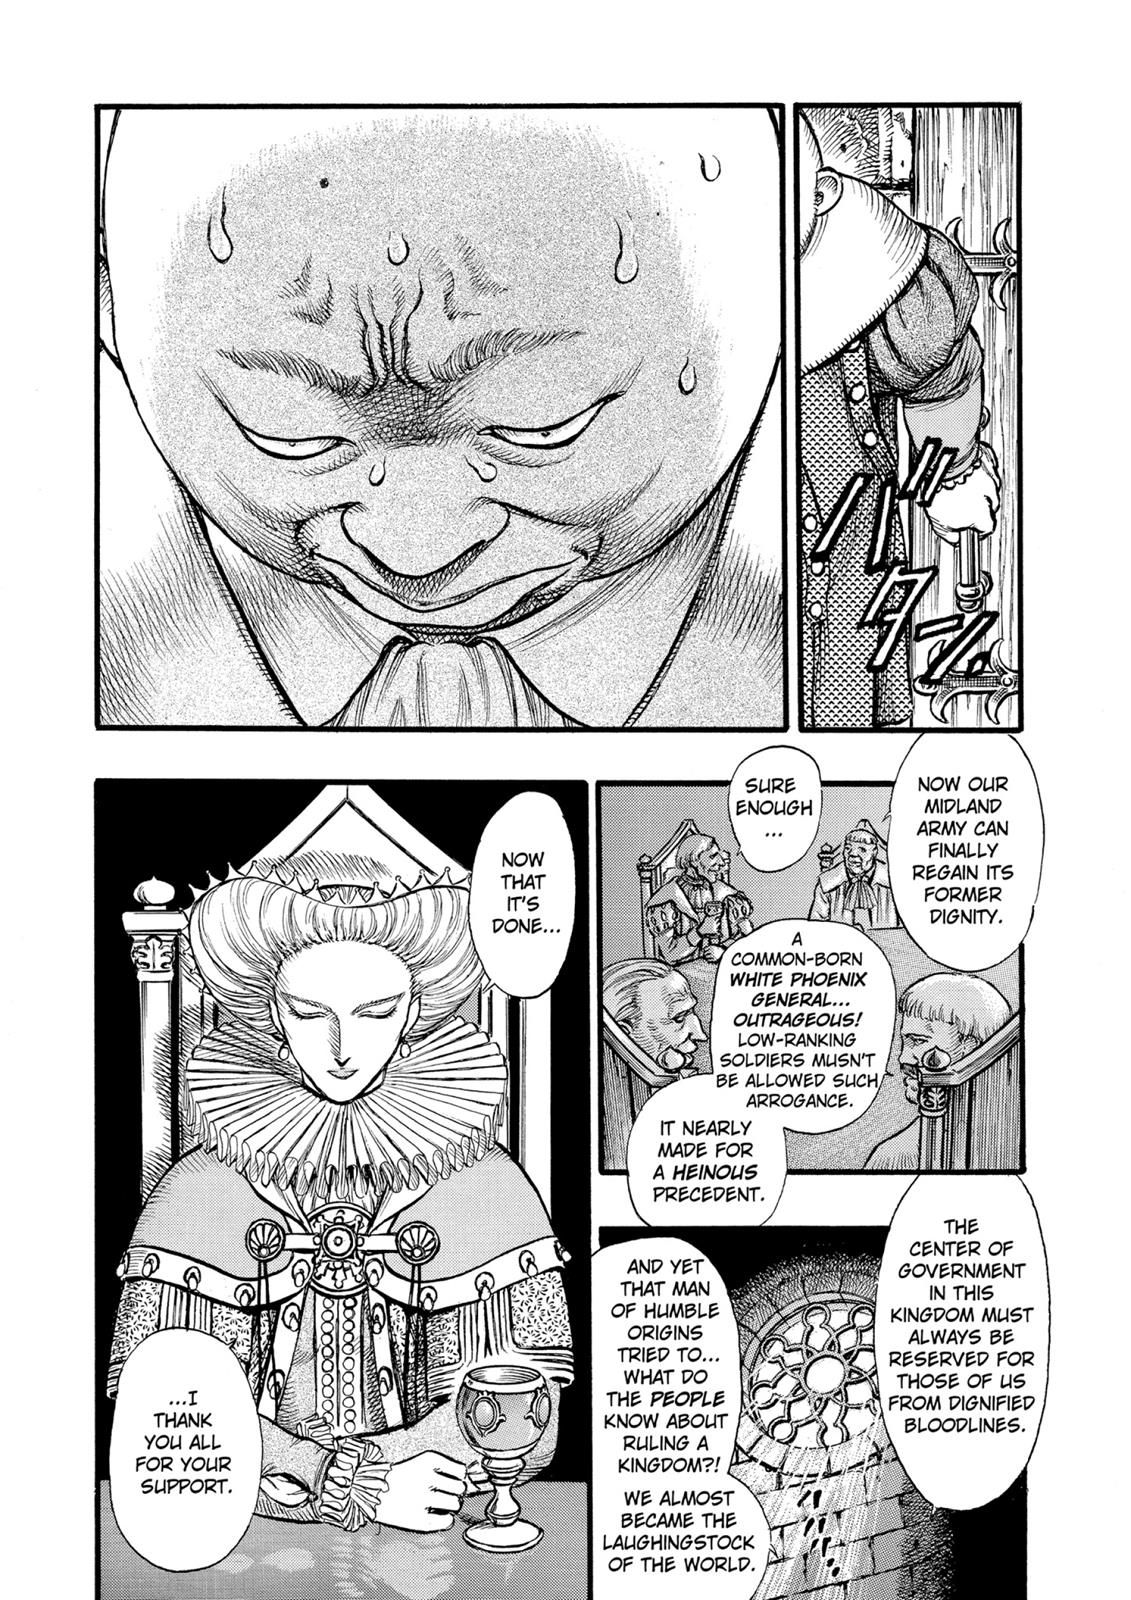 バ
バ
タ
ン。
NOW OUR
MIDLAND
ARMY CAN
FINALLY
REGAIN ITS
FORMER
DIGNITY.
SURE
ENOUGH
...
A
COMMON-BORN
WHITE PHOENIX
GENERAL...
OUTRAGEOUS!
LOW-RANKING
SOLDIERS MUSN'T
BE ALLOWED SUCH
ARROGANCE.
IT NEARLY
MADE FOR
A HEINOUS
PRECEDENT.
THE
CENTER OF
GOVERNMENT
IN THIS
KINGDOM MUST
ALWAYS BE
RESERVED FOR
THOSE OF US
FROM DIGNIFIED
BLOODLINES.
AND YET
THAT MAN
OF HUMBLE
ORIGINS
TRIED TO...
WHAT DO
THE PEOPLE
KNOW ABOUT
RULING A
KINGDOM?!
WE ALMOST
BECAME THE
LAUGHINGSTOCK
OF THE WORLD.
NOW
THAT
IT'S
DONE...
...I
THANK
YOU ALL
FOR YOUR
SUPPORT.